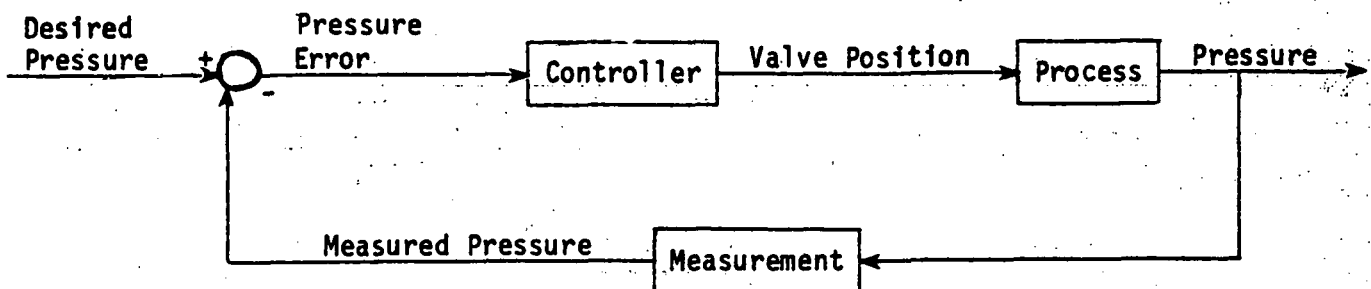 Desired
Pressure
+
-
Pressure
Error
Controller
Valve Position
Process
Pressure
Measured Pressure
Measurement